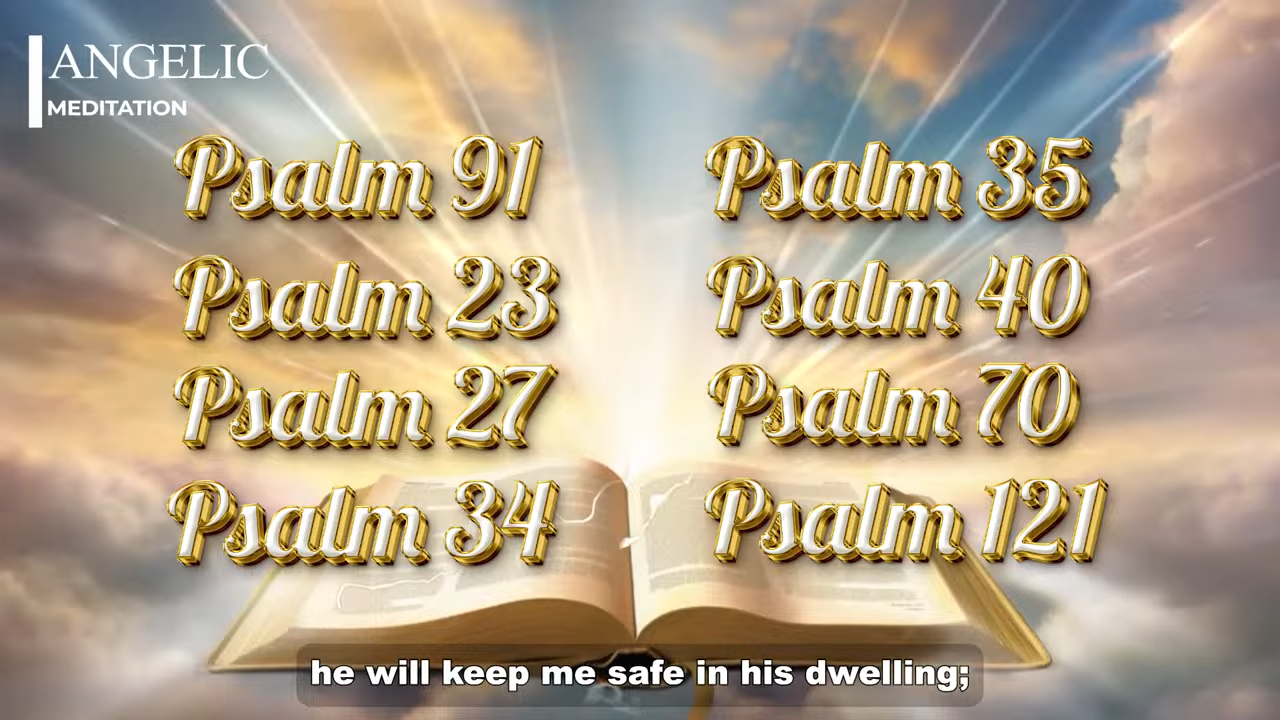 ANGELIC
MEDITATION
Psalm 91
Psalm 23
Psalm 27
Psalm 34
Psalm 35
Psalm 40
Psalm 70
Psalm 121
he will keep me safe in his dwelling;